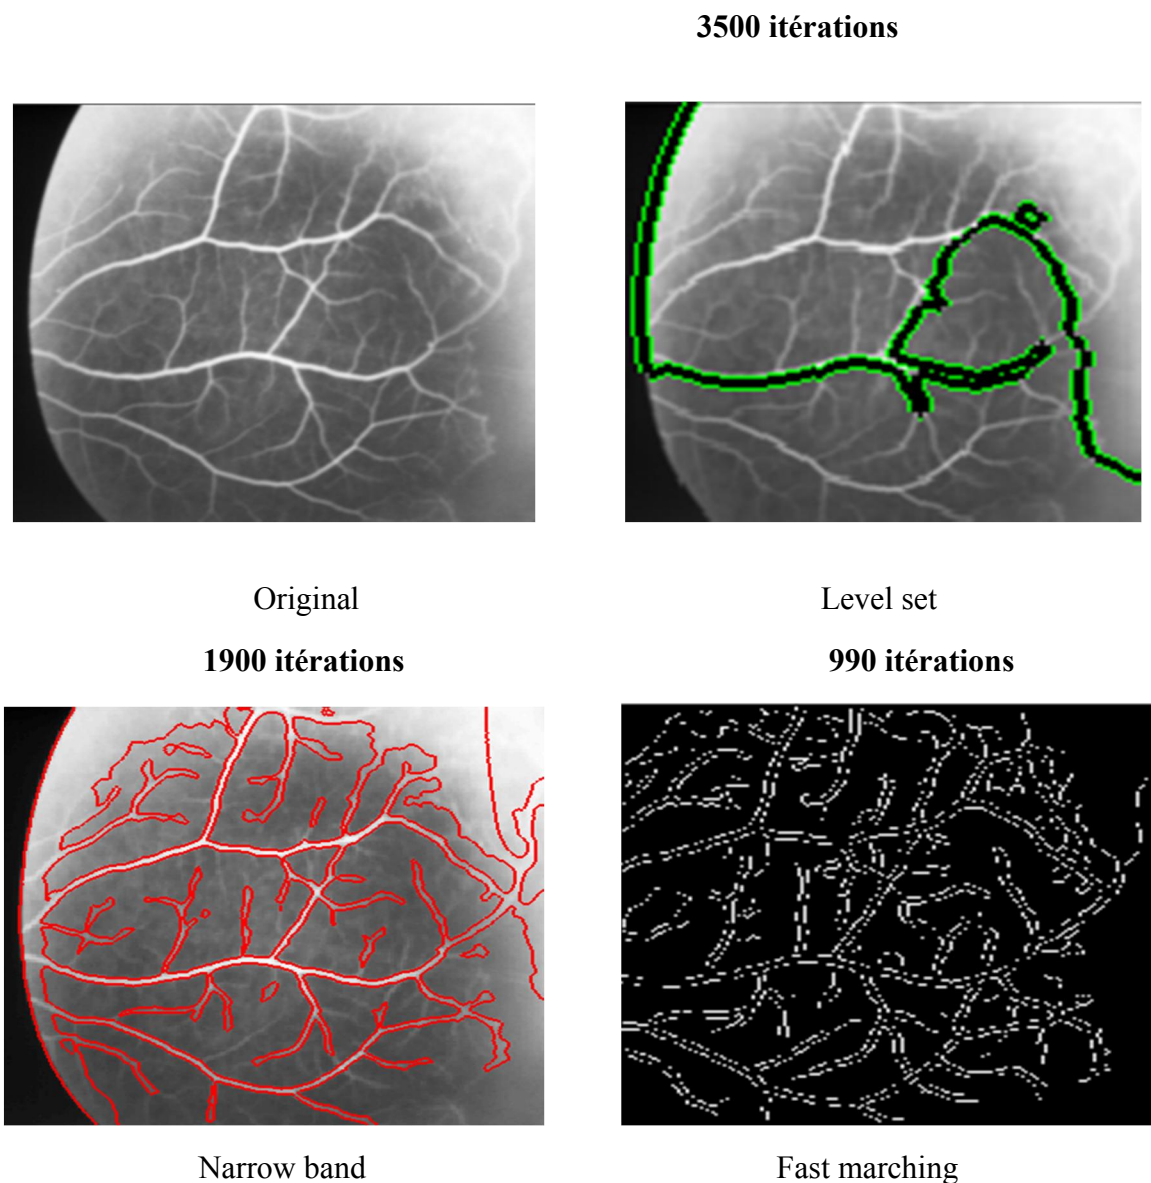 3500 itérations
Original
Level set
1900 itérations
990 itérations
Narrow band
Fast marching